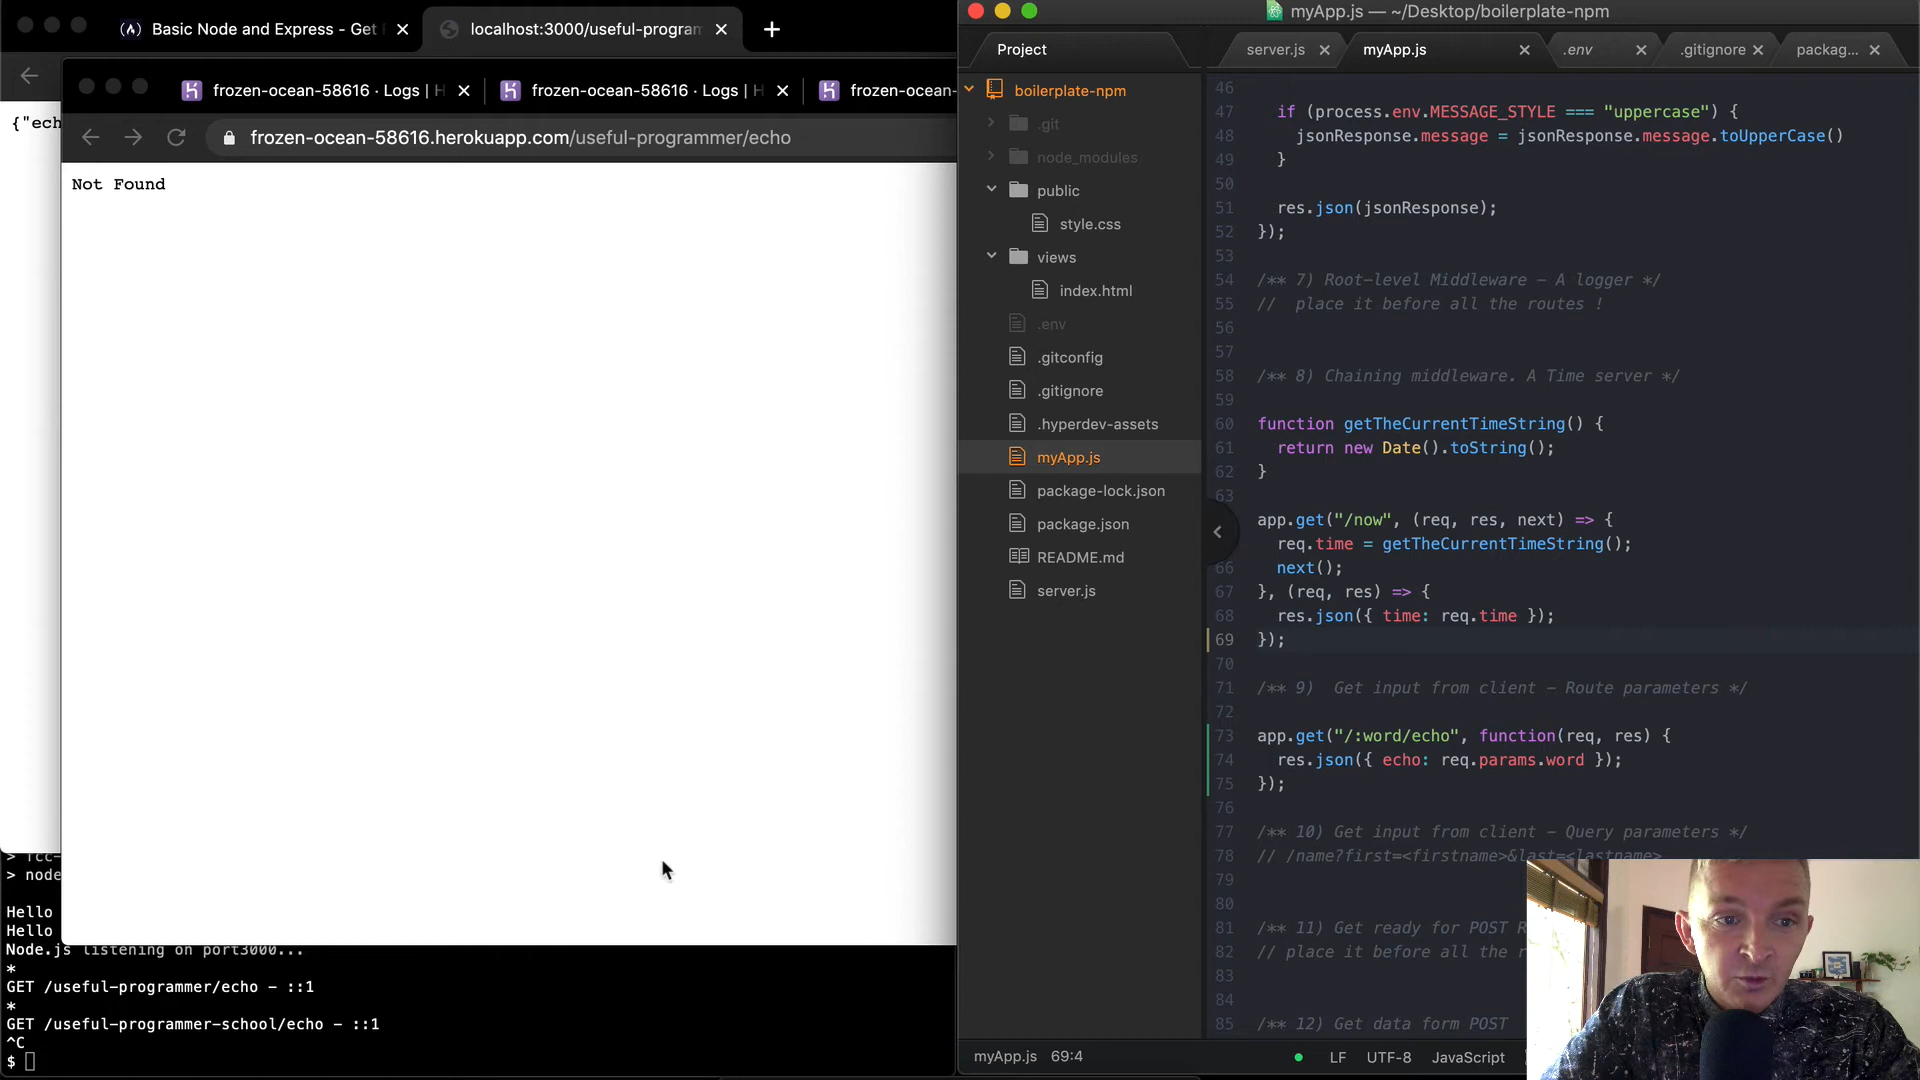 Basic Node and Express - Get
localhost:3000/useful-program
{"ech
frozen-ocean-58616 · Logs | H
frozen-ocean-58616 · Logs | H
frozen-ocean-
frozen-ocean-58616.herokuapp.com/useful-programmer/echo
Not Found
> node
Hello
Hello
Node.js listening on port3000...
*
GET /useful-programmer/echo - ::1
*
GET /useful-programmer-school/echo - ::1
^C
$
myApp.js — ~/Desktop/boilerplate-npm
Project
server.js
myApp.js
.env
.gitignore
packag...
boilerplate-npm
.git
node_modules
public
style.css
views
index.html
.env
.gitconfig
.gitignore
.hyperdev-assets
myApp.js
package-lock.json
package.json
README.md
server.js
46
47 if (process.env.MESSAGE_STYLE === "uppercase") {
48 jsonResponse.message = jsonResponse.message.toUpperCase()
49 }
50
51 res.json(jsonResponse);
52 });
53
54 /** 7) Root-level Middleware - A logger */
55 //  place it before all the routes !
56
57
58 /** 8) Chaining middleware. A Time server */
59
60 function getTheCurrentTimeString() {
61 return new Date().toString();
62 }
63
app.get("/now", (req, res, next) => {
req.time = getTheCurrentTimeString();
66 next();
67 }, (req, res) => {
68 res.json({ time: req.time });
69 });
70
71 /** 9)  Get input from client - Route parameters */
72
73 app.get("/:word/echo", function(req, res) {
74 res.json({ echo: req.params.word });
75 });
76
77 /** 10) Get input from client - Query parameters */
78 // /name?first=<firstname>&last=<lastname>
79
80
81 /** 11) Get ready for POST R
82 // place it before all the r
83
84
85 /** 12) Get data form POST
myApp.js 69:4
LF UTF-8 JavaScript